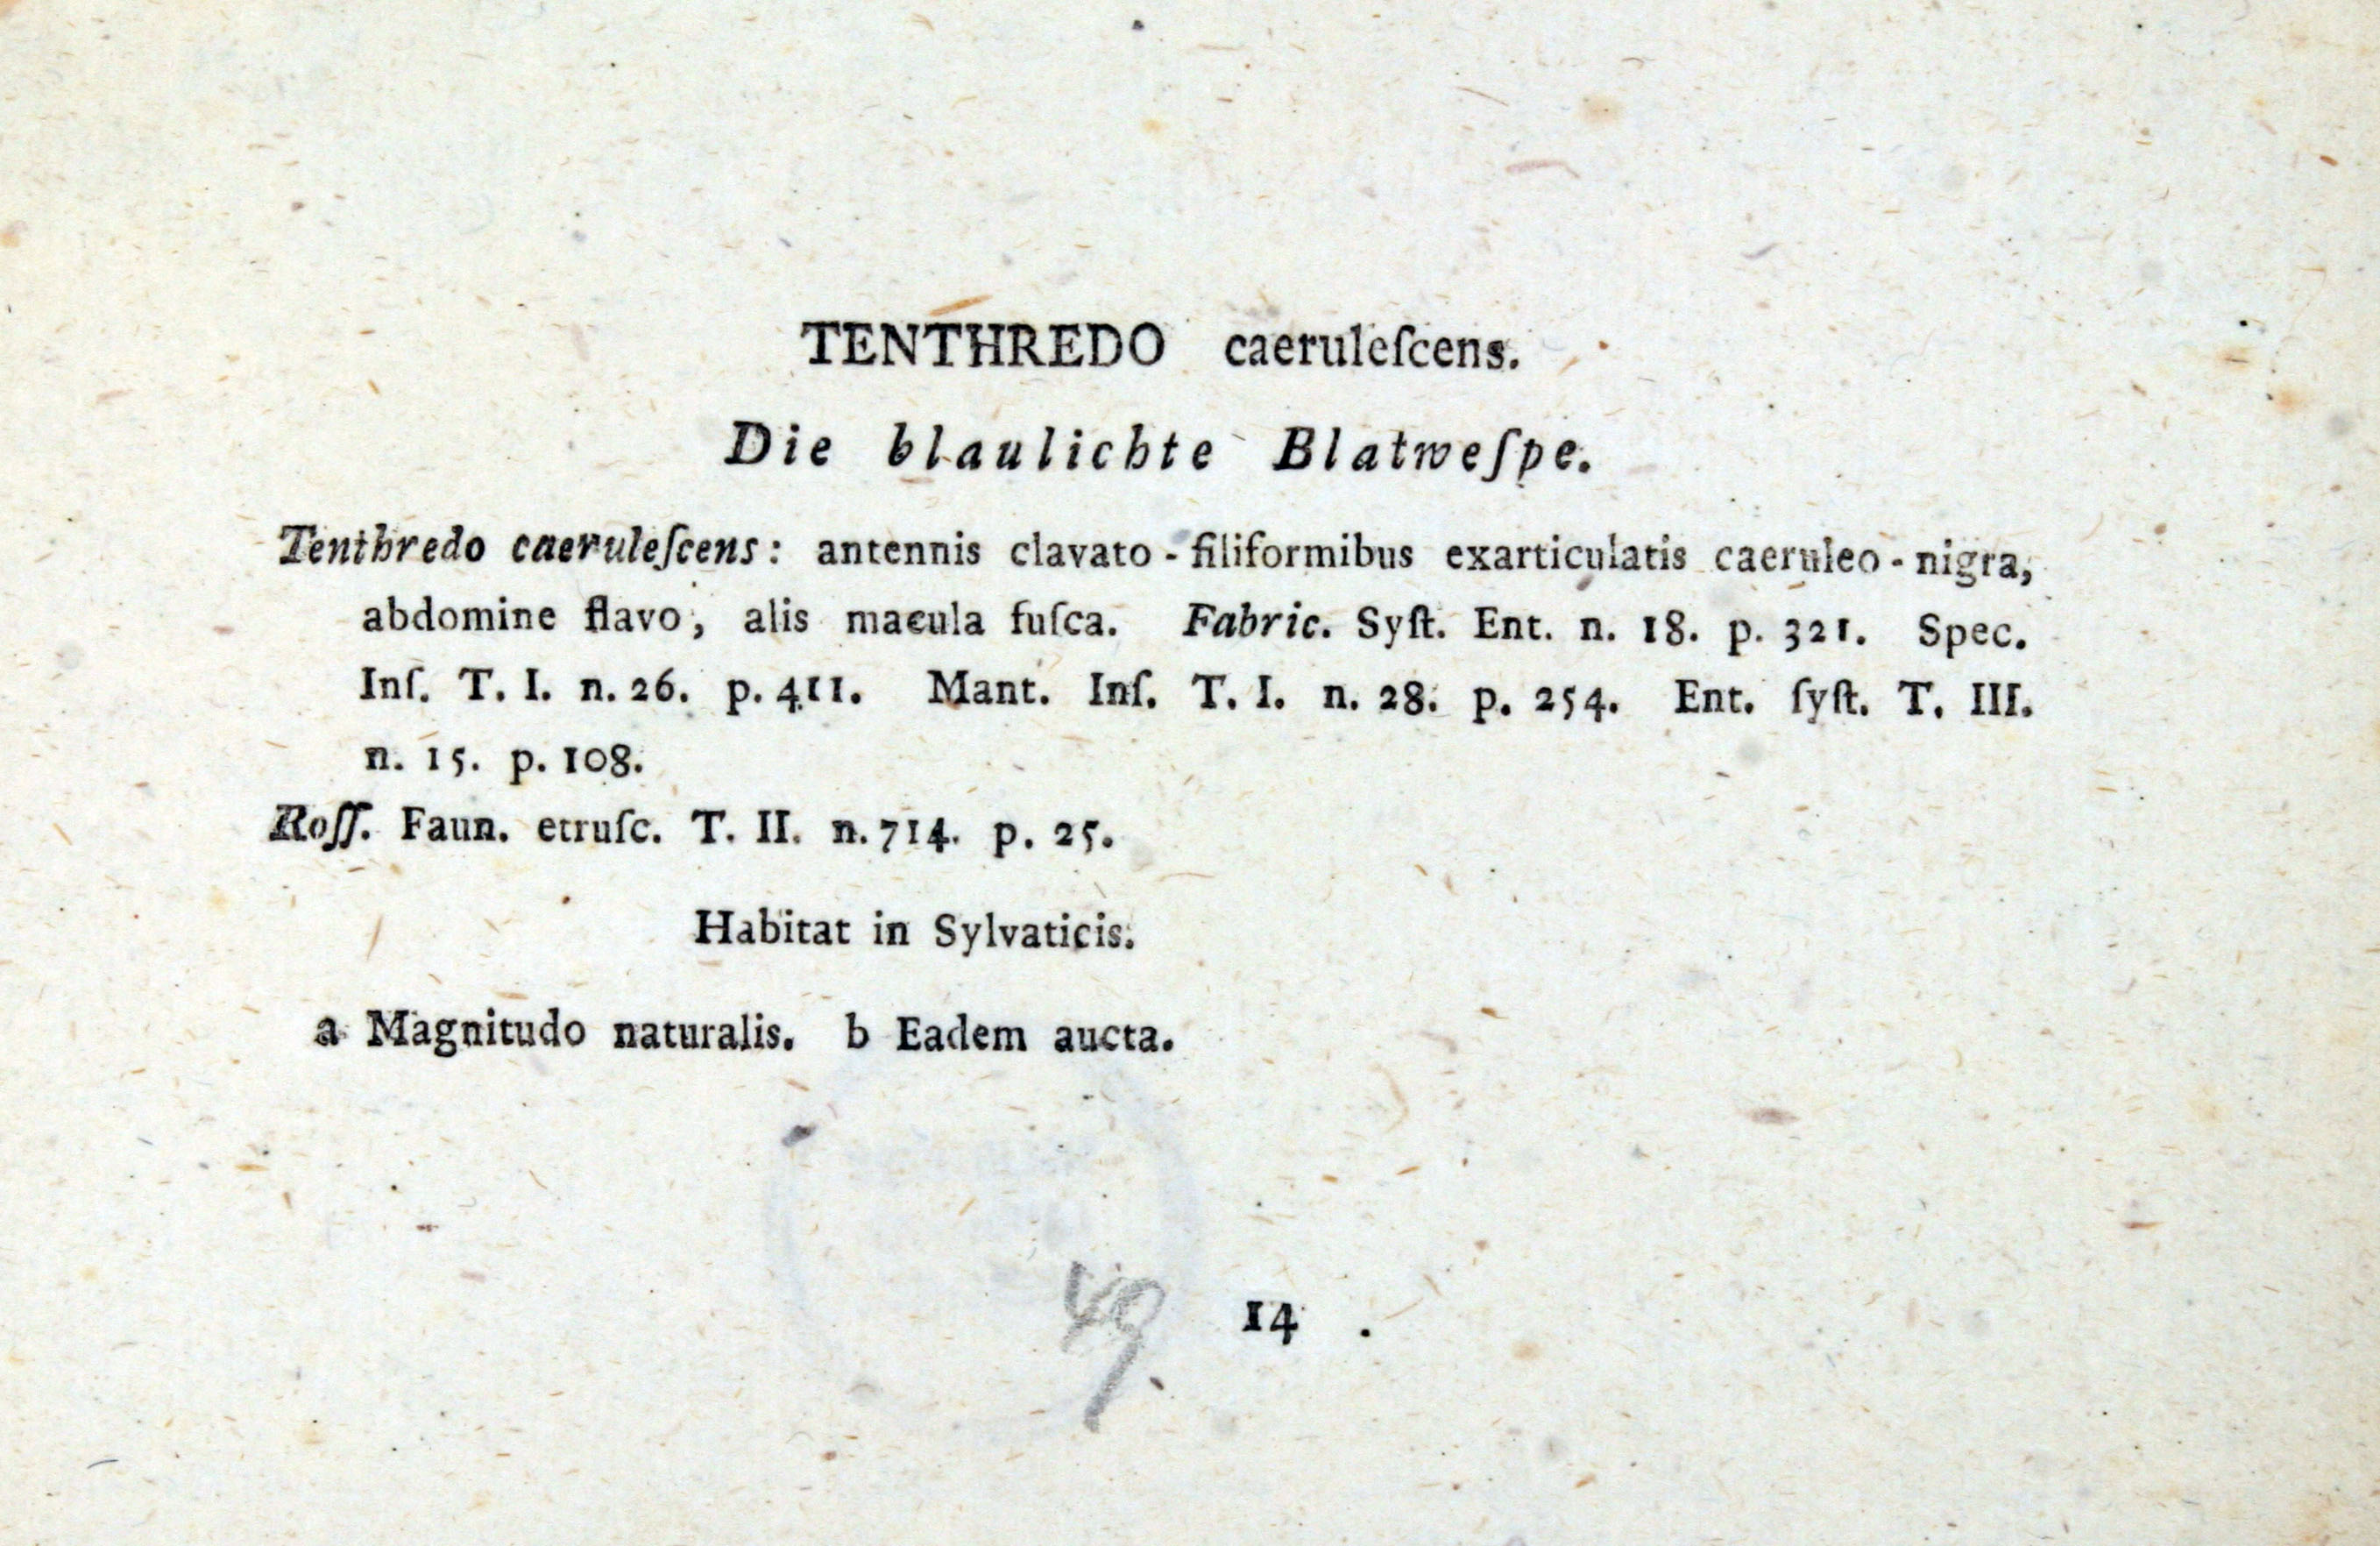 TENTHREDO caeruleſcens.
Die blaulichte Blatweſpe.
Tenthredo caeruleſcens: antennis clavato-filiformibus exarticulatis caeruleo-nigra,
abdomine flavo, alis macula fuſca. Fabric. Syſt. Ent. n. 18. p. 321. Spec.
Inſ. T. I. n. 26. p. 411. Mant. Inſ. T. I. n. 28. p. 254. Ent. ſyſt. T. III.
n. 15. p. 108.
Roſſ. Faun. etruſc. T. II. n. 714. p. 25.
Habitat in Sylvaticis.
a Magnitudo naturalis. b Eadem aucta.
49
14